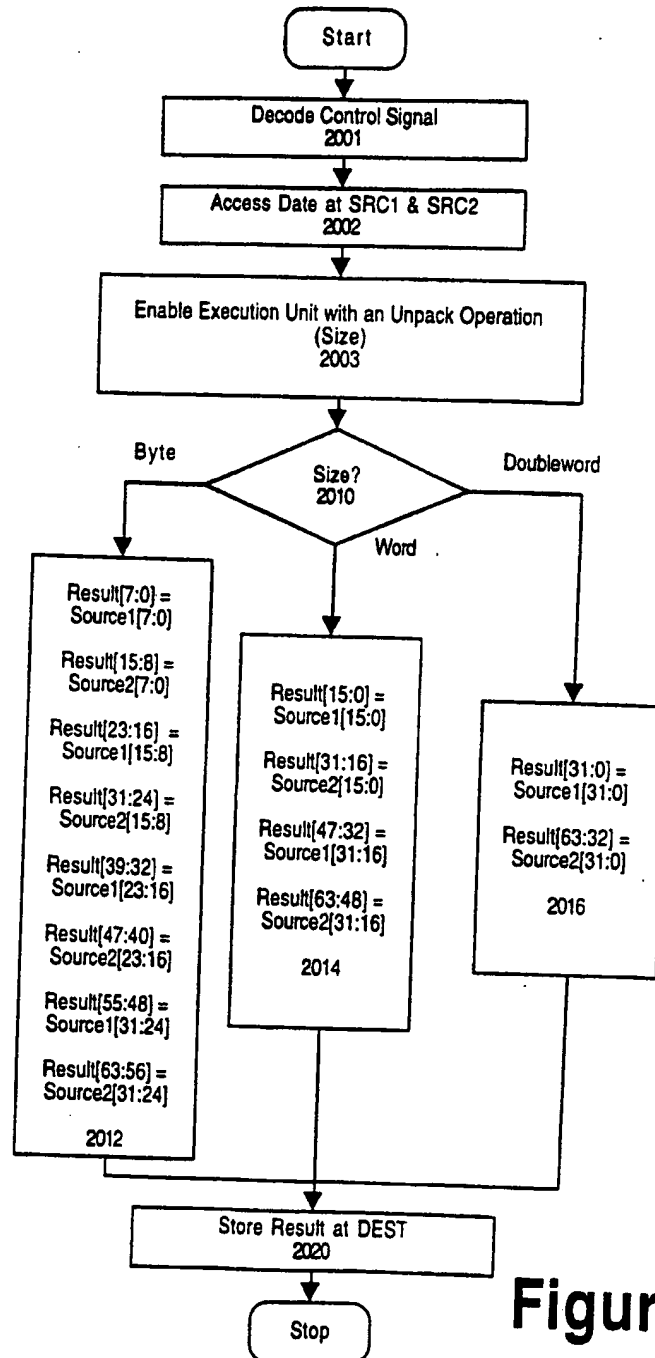 Start
Decode Control Signal
2001
Access Date at SRC1 & SRC2
2002
Enable Execution Unit with an Unpack Operation
(Size)
2003
Byte
Size?
2010
Doubleword
Word
Result[7:0] =
Source1[7:0]
Result[15:8] =
Source2[7:0]
Result[23:16] =
Source1[15:8]
Result[31:24] =
Source2[15:8]
Result[39:32] =
Source1[23:16]
Result[47:40] =
Source2[23:16]
Result[55:48] =
Source1[31:24]
Result[63:56] =
Source2[31:24]
2012
Result[15:0] =
Source1[15:0]
Result[31:16] =
Source2[15:0]
Result[47:32] =
Source1[31:16]
Result[63:48] =
Source2[31:16]
2014
Result[31:0] =
Source1[31:0]
Result[63:32] =
Source2[31:0]
2016
Store Result at DEST
2020
Stop
Figur